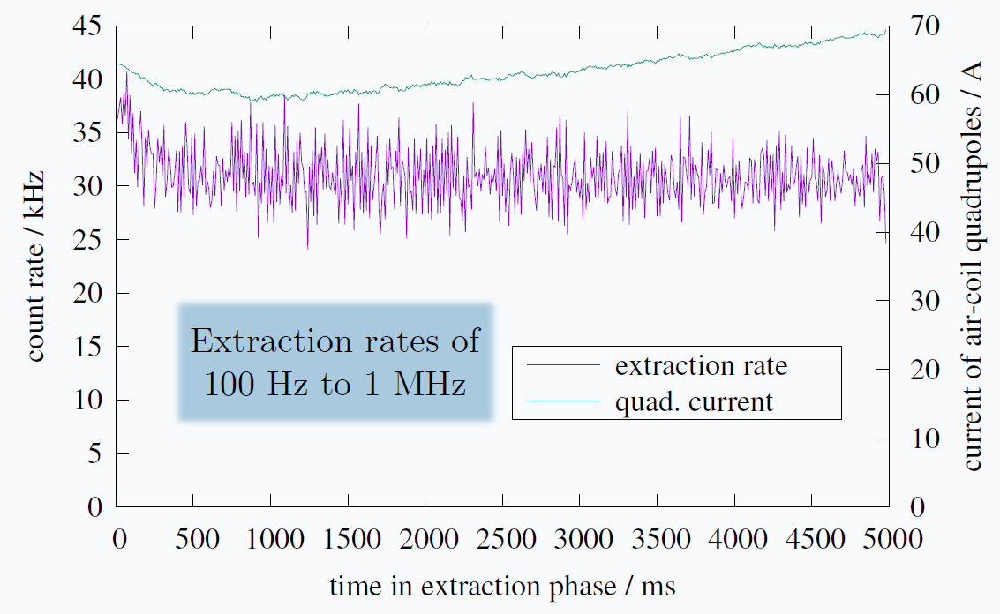 45
40
35
30
25
20
15
10
5
0
count rate / kHz
70
60
50
40
30
20
10
0
current of air-coil quadrupoles / A
Extraction rates of
100 Hz to 1 MHz
extraction rate
quad. current
0 500 1000 1500 2000 2500 3000 3500 4000 4500 5000
time in extraction phase / ms